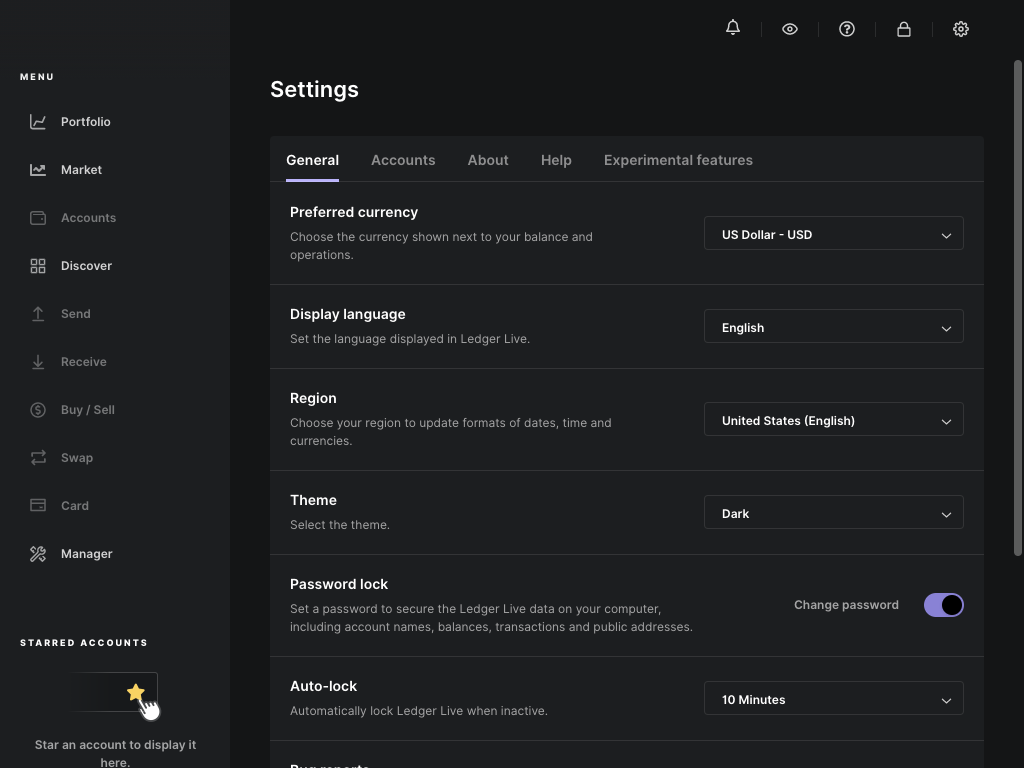 MENU
Portfolio
Market
Accounts
Discover
Send
Receive
Buy / Sell
Swap
Card
Manager
STARRED ACCOUNTS
Star an account to display it
here.
Settings
General Accounts About Help Experimental features
Preferred currency
Choose the currency shown next to your balance and
operations.
US Dollar - USD
Display language
Set the language displayed in Ledger Live.
English
Region
Choose your region to update formats of dates, time and
currencies.
United States (English)
Theme
Select the theme.
Dark
Password lock
Set a password to secure the Ledger Live data on your computer,
including account names, balances, transactions and public addresses.
Change password
Auto-lock
Automatically lock Ledger Live when inactive.
10 Minutes
Bug reports